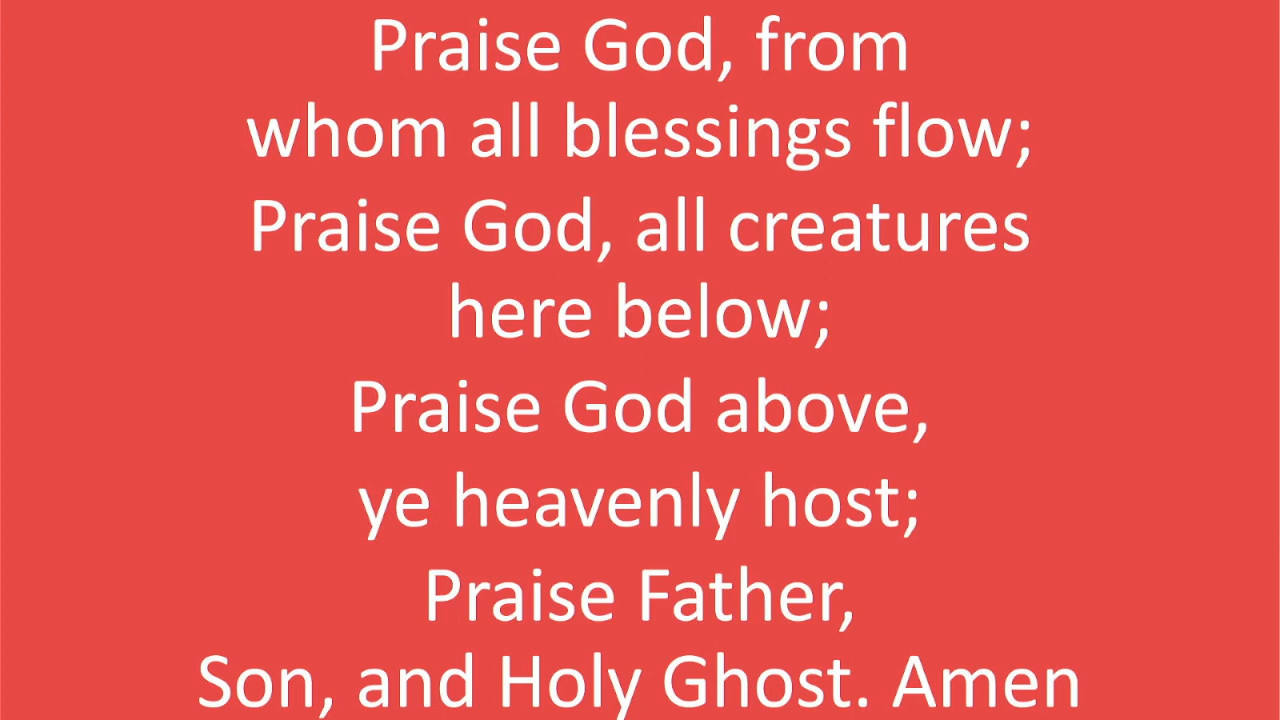 Praise God, from
whom all blessings flow;
Praise God, all creatures
here below;
Praise God above,
ye heavenly host;
Praise Father,
Son, and Holy Ghost. Amen